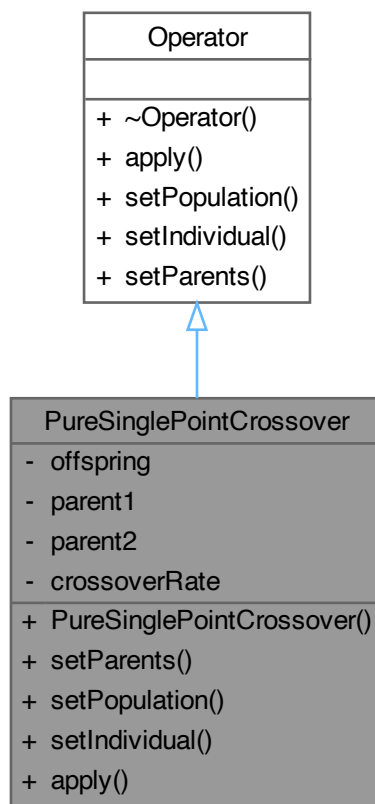 Operator
+ ~Operator()
+ apply()
+ setPopulation()
+ setIndividual()
+ setParents()
PureSinglePointCrossover
- offspring
- parent1
- parent2
- crossoverRate
+ PureSinglePointCrossover()
+ setParents()
+ setPopulation()
+ setIndividual()
+ apply()